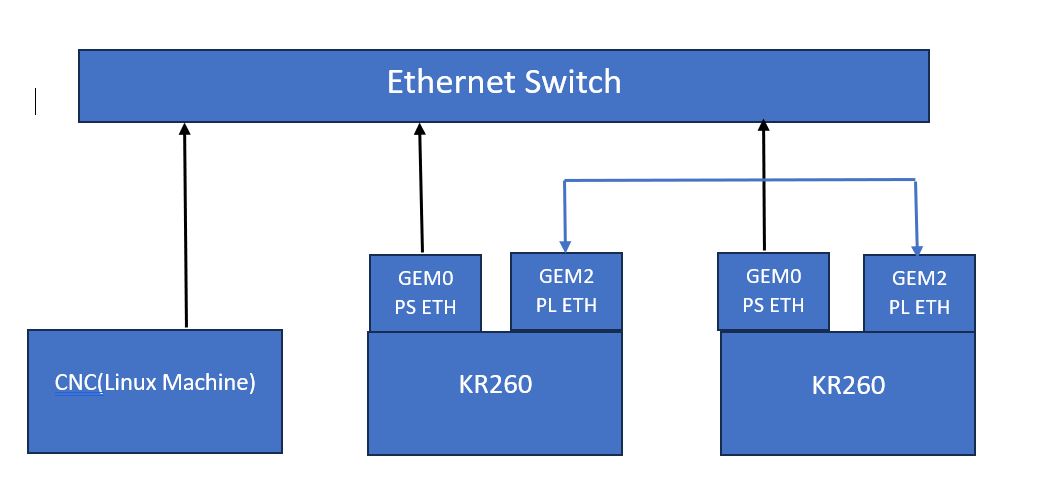 Ethernet Switch
GEM0
PS ETH
GEM2
PL ETH
GEM0
PS ETH
GEM2
PL ETH
CNC(Linux Machine)
KR260
KR260